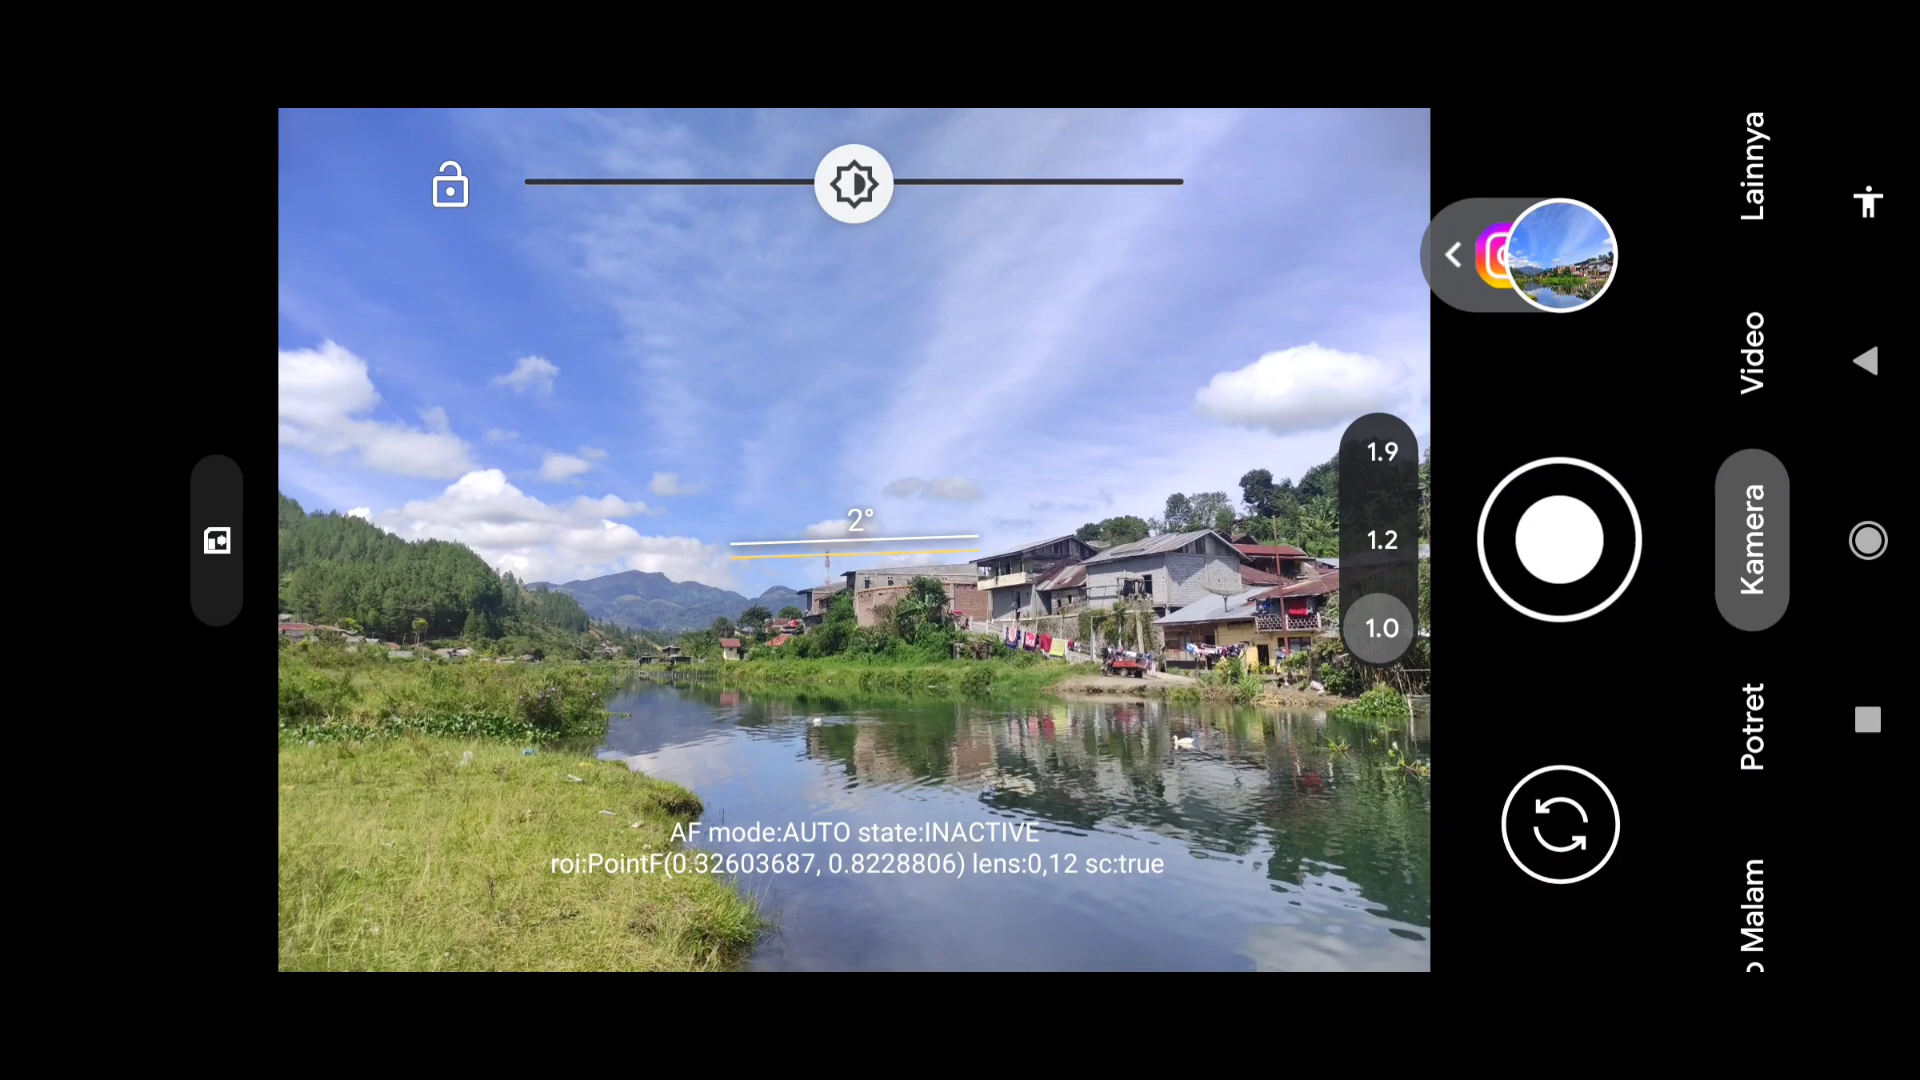 2°
1.9
1.2
1.0
AF mode:AUTO state:INACTIVE
roi:PointF(0.32603687, 0.8228806) lens:0,12 sc:true
Lainnya
Video
Kamera
Potret
Malam